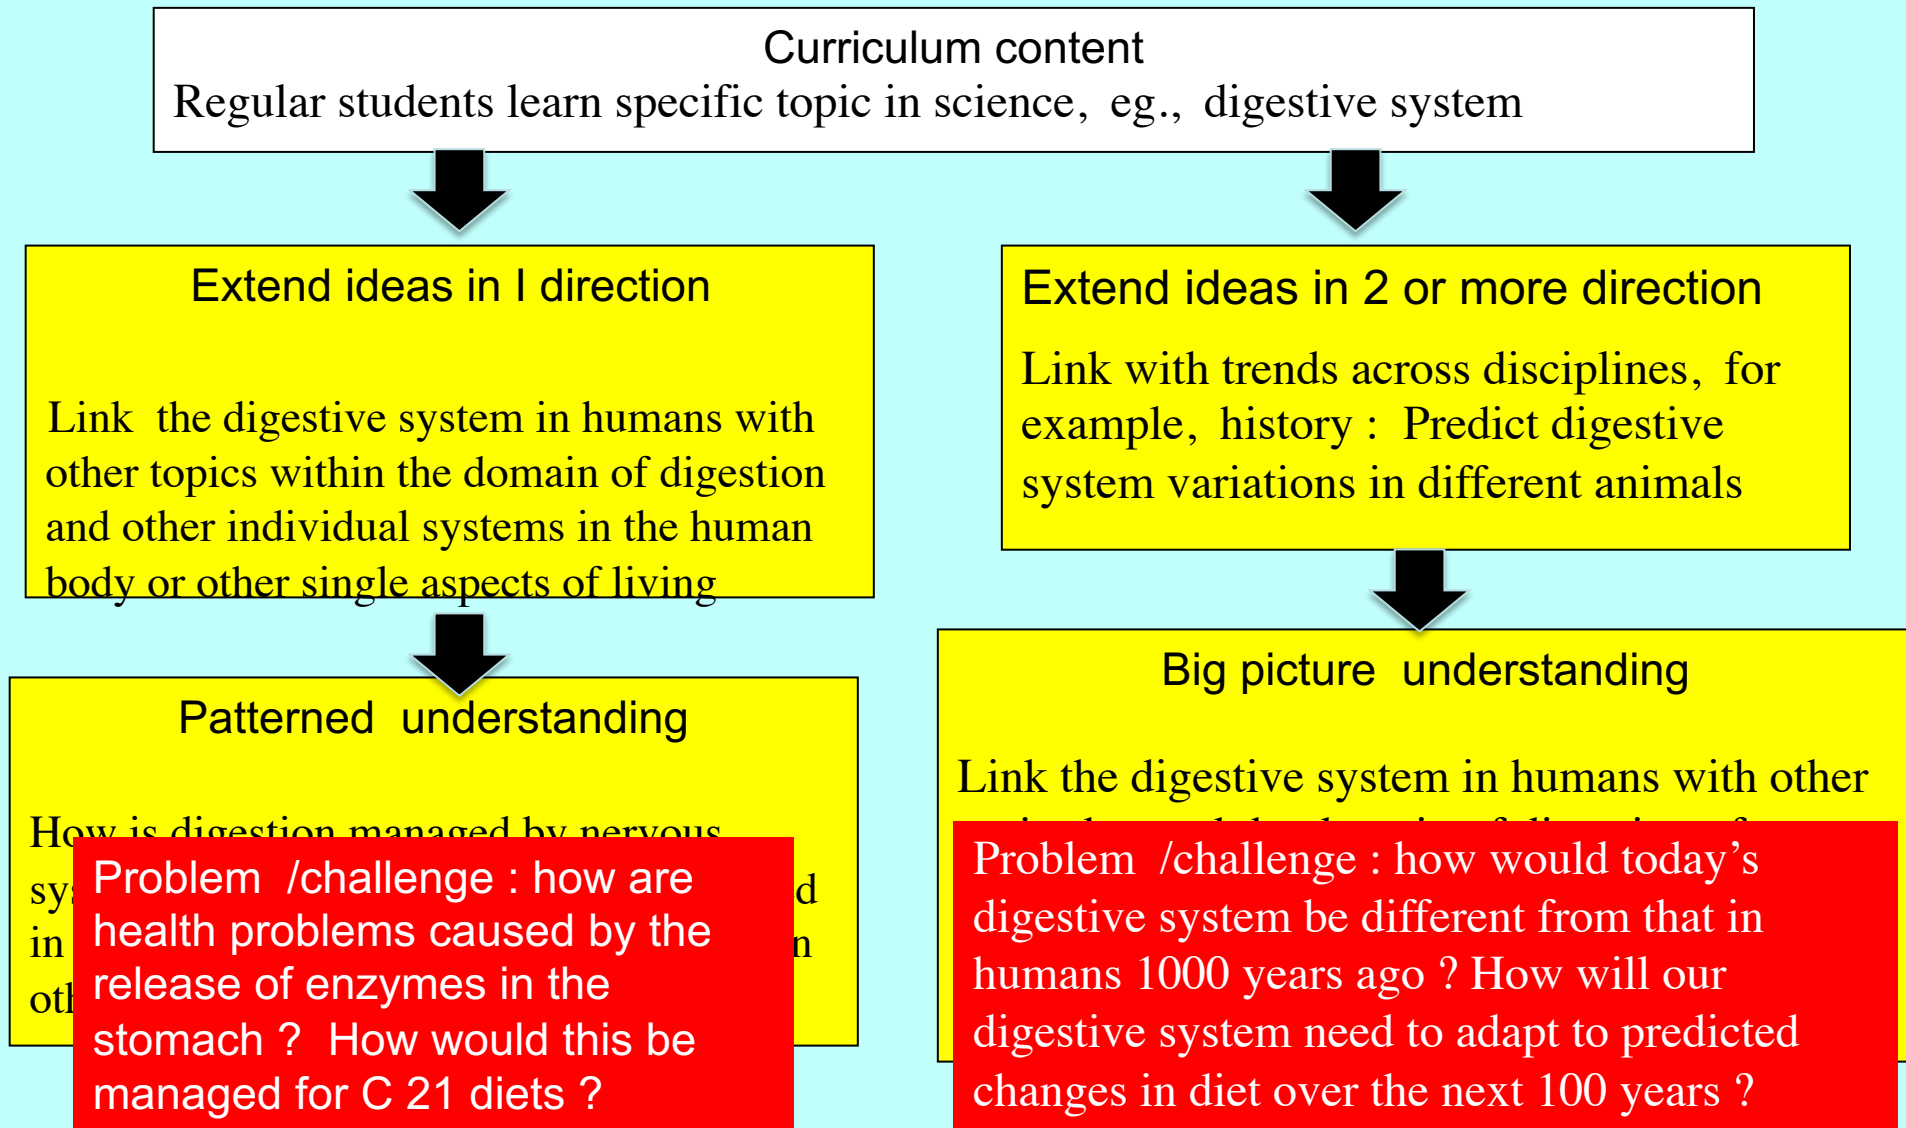 Curriculum content
Regular students learn specific topic in science, eg., digestive system
Extend ideas in I direction
Link the digestive system in humans with
other topics within the domain of digestion
and other individual systems in the human
body or other single aspects of living
Extend ideas in 2 or more direction
Link with trends across disciplines, for
example, history : Predict digestive
system variations in different animals
Patterned understanding
How is digestion managed by nervous
in
Problem /challenge : how are
health problems caused by the
release of enzymes in the
stomach ? How would this be
managed for C 21 diets ?
Big picture understanding
Link the digestive system in humans with other
Problem /challenge : how would today’s
digestive system be different from that in
humans 1000 years ago ? How will our
digestive system need to adapt to predicted
changes in diet over the next 100 years ?